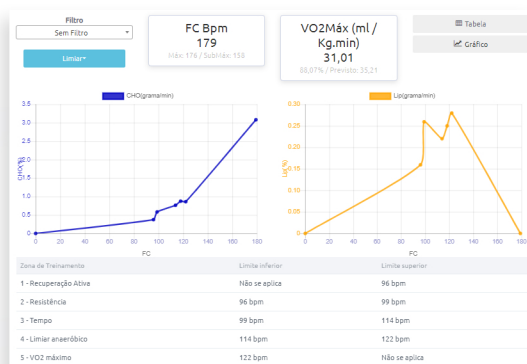 Filtro
Sem Filtro
Limiar
FC Bpm
179
Máx: 179 / SubMáx: 158
VO2Máx (ml /
Kg.min)
31,01
88,07% / Previsto: 35,21
Tabela
Gráfico
CHO(grama/min)
3.5
3.0
2.5
2.0
1.5
1.0
0.5
0
CHO(%)
0 20 40 60 80 100 120 140 160 180
FC
Lip(grama/min)
0.30
0.25
0.20
0.15
0.10
0.05
0
Lip(%)
0 20 40 60 80 100 120 140 160 180
FC
Zona de Treinamento Limite inferior Limite superior
1 - Recuperação Ativa Não se aplica 96 bpm
2 - Resistência 96 bpm 99 bpm
3 - Tempo 99 bpm 114 bpm
4 - Limiar anaeróbico 114 bpm 122 bpm
5 - VO2 máximo 122 bpm Não se aplica